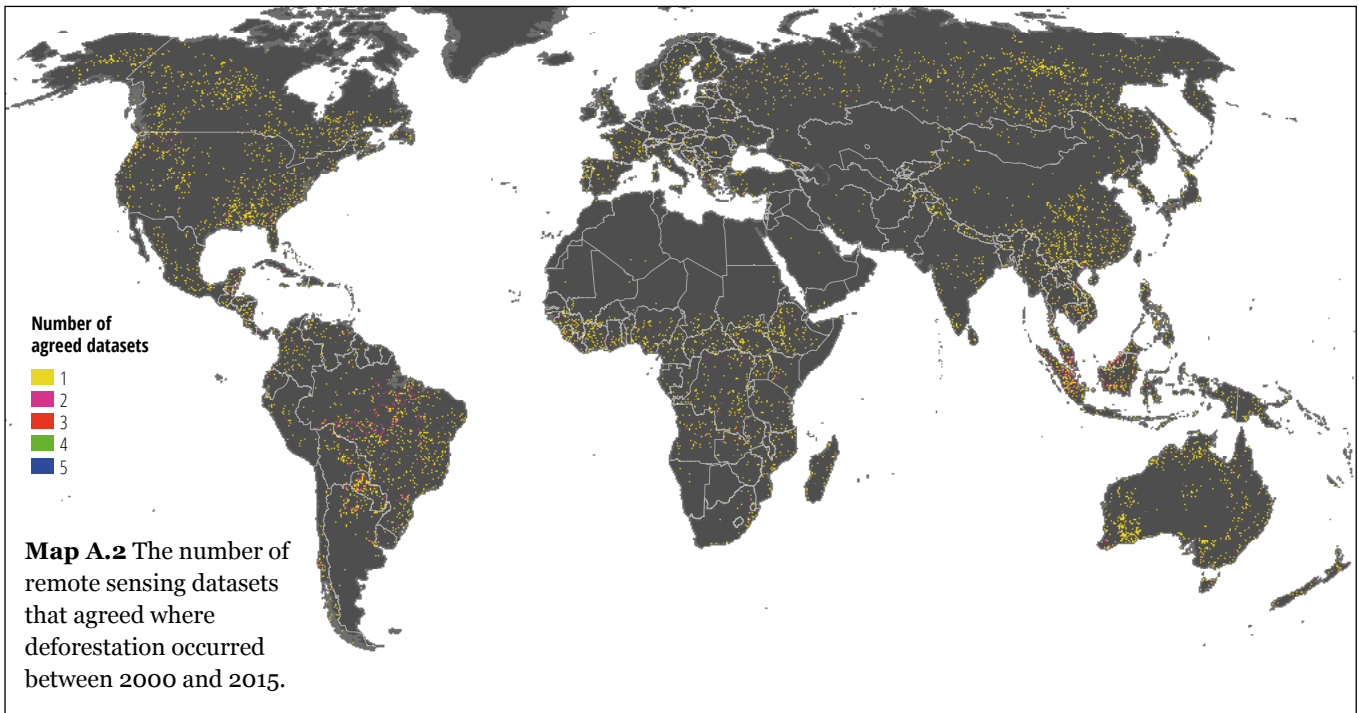 Number of
agreed datasets
1
2
3
4
5
Map A.2 The number of
remote sensing datasets
that agreed where
deforestation occurred
between 2000 and 2015.